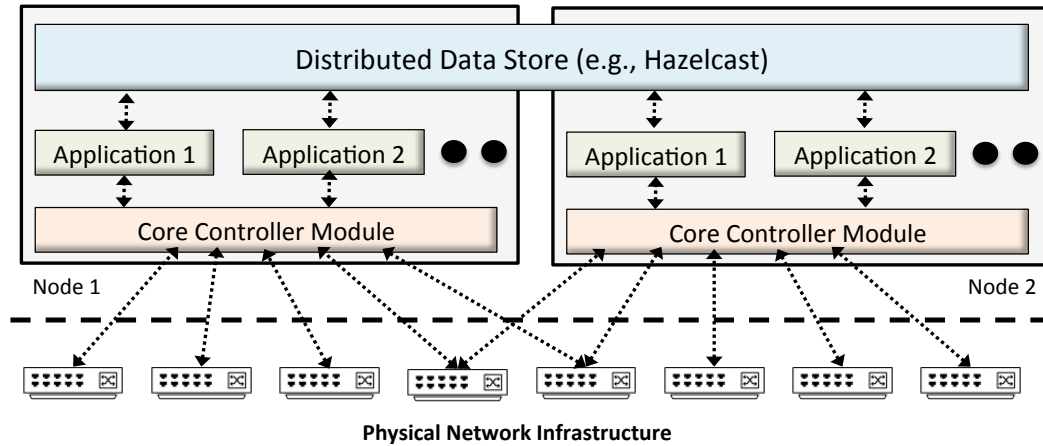 Distributed Data Store (e.g., Hazelcast)
Application 1
Application 2
Application 1
Application 2
Core Controller Module
Core Controller Module
Node 1
Node 2
Physical Network Infrastructure